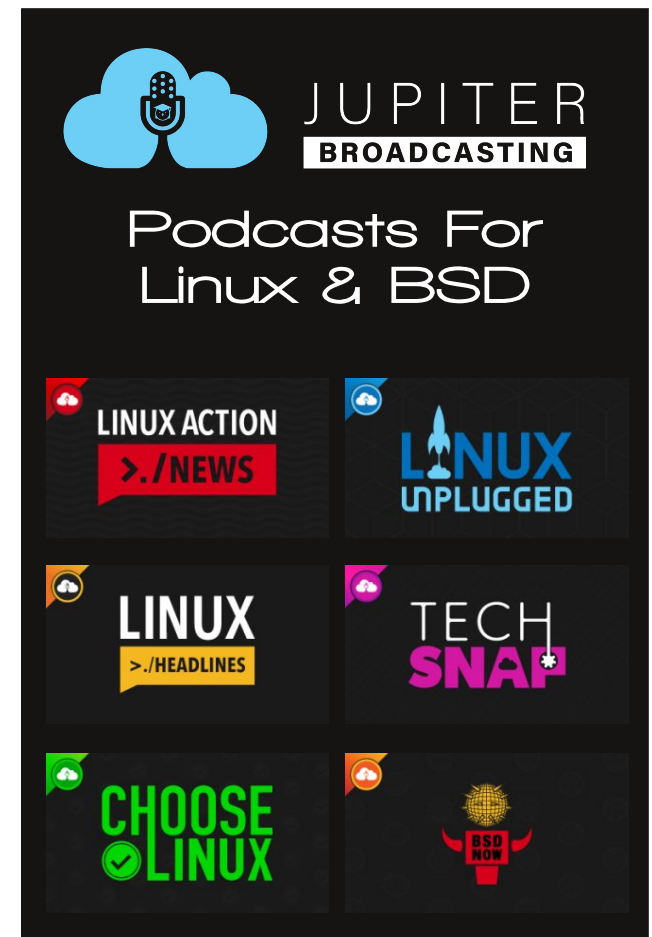 JUPITER
BROADCASTING
Podcasts For
Linux & BSD
LINUX ACTION
>./NEWS
LINUX
UNPLUGGED
LINUX
>./HEADLINES
TECH
SNAP
CHOOSE
LINUX
BSD
NOW